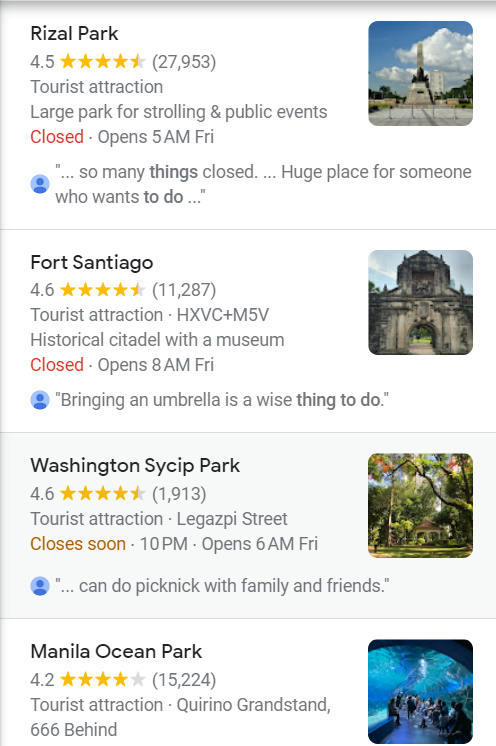 Rizal Park
4.5 (27,953)
Tourist attraction
Large park for strolling & public events
Closed · Opens 5 AM Fri
"... so many things closed. ... Huge place for someone
who wants to do ..."
Fort Santiago
4.6 (11,287)
Tourist attraction · HXVC+M5V
Historical citadel with a museum
Closed · Opens 8 AM Fri
"Bringing an umbrella is a wise thing to do."
Washington Sycip Park
4.6 (1,913)
Tourist attraction · Legazpi Street
Closes soon · 10 PM · Opens 6 AM Fri
"... can do picknick with family and friends."
Manila Ocean Park
4.2 (15,224)
Tourist attraction · Quirino Grandstand,
666 Behind